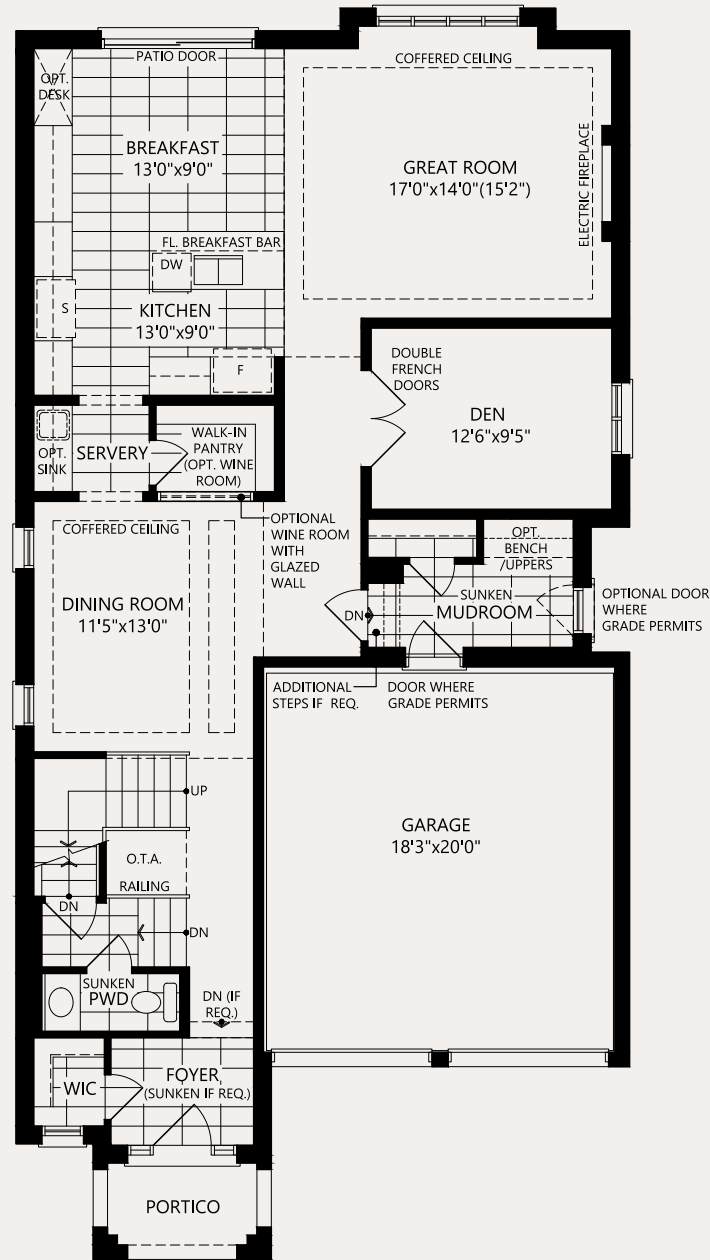 PATIO DOOR
COFFERED CEILING
OPT.
DESK
BREAKFAST
13'0"x9'0"
GREAT ROOM
17'0"x14'0"(15'2")
ELECTRIC FIREPLACE
FL. BREAKFAST BAR
DW
S
KITCHEN
13'0"x9'0"
F
DOUBLE
FRENCH
DOORS
DEN
12'6"x9'5"
OPT.
SINK
SERVERY
WALK-IN
PANTRY
(OPT. WINE
ROOM)
OPTIONAL
WINE ROOM
WITH
GLAZED
WALL
COFFERED CEILING
DINING ROOM
11'5"x13'0"
OPT.
BENCH
/UPPERS
SUNKEN
MUDROOM
DN
OPTIONAL DOOR
WHERE
GRADE PERMITS
ADDITIONAL
STEPS IF REQ.
DOOR WHERE
GRADE PERMITS
UP
O.T.A.
RAILING
DN
DN
GARAGE
18'3"x20'0"
SUNKEN
PWD
DN (IF
REQ.)
WIC
FOYER
(SUNKEN IF REQ.)
PORTICO